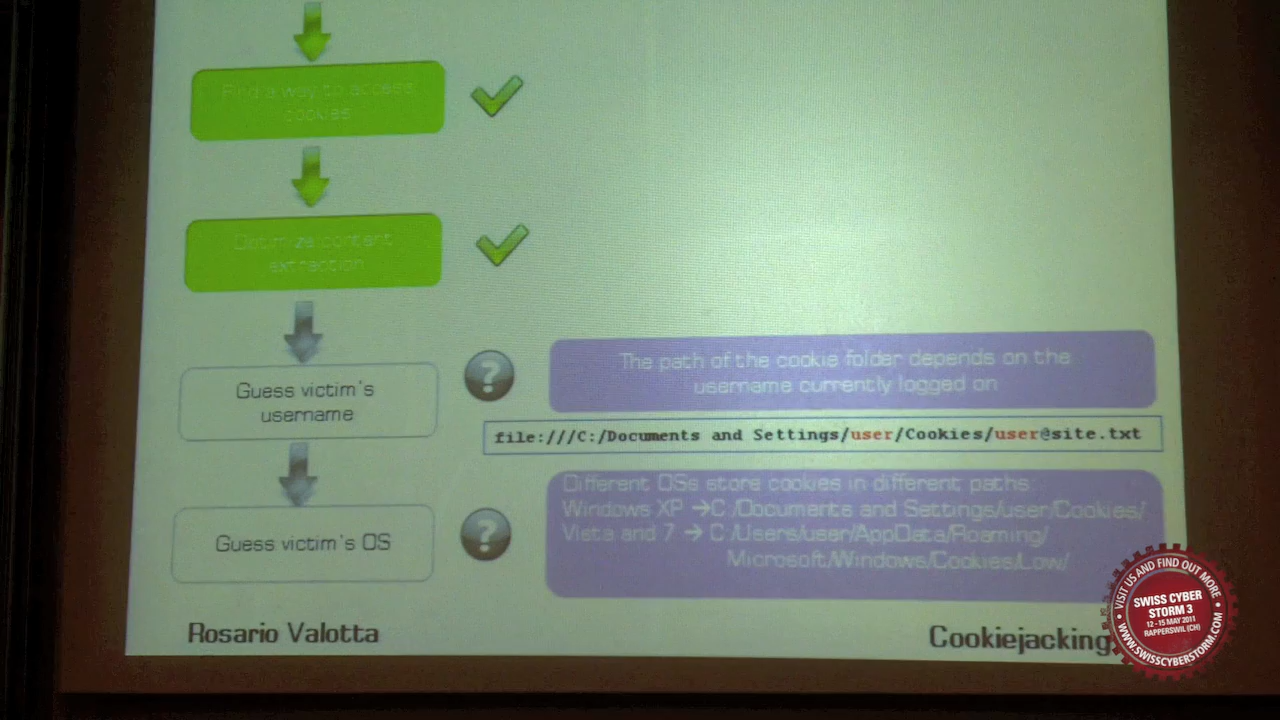 Find a way to access
cookies
Optimize content
extraction
Guess victim's
username
The path of the cookie folder depends on the
username currently logged on
file:///C:/Documents and Settings/user/Cookies/user@site.txt
Guess victim's OS
Different OSs store cookies in different paths:
Windows XP → C:/Documents and Settings/user/Cookies/
Vista and 7 → C:/Users/user/AppData/Roaming/
Microsoft/Windows/Cookies/Low/
Rosario Valotta
Cookiejacking
VISIT US AND FIND OUT MORE
SWISS CYBER
STORM 3
12 - 15 MAY 2011
RAPPERSWIL (CH)
WWW.SWISSCYBERSTORM.COM